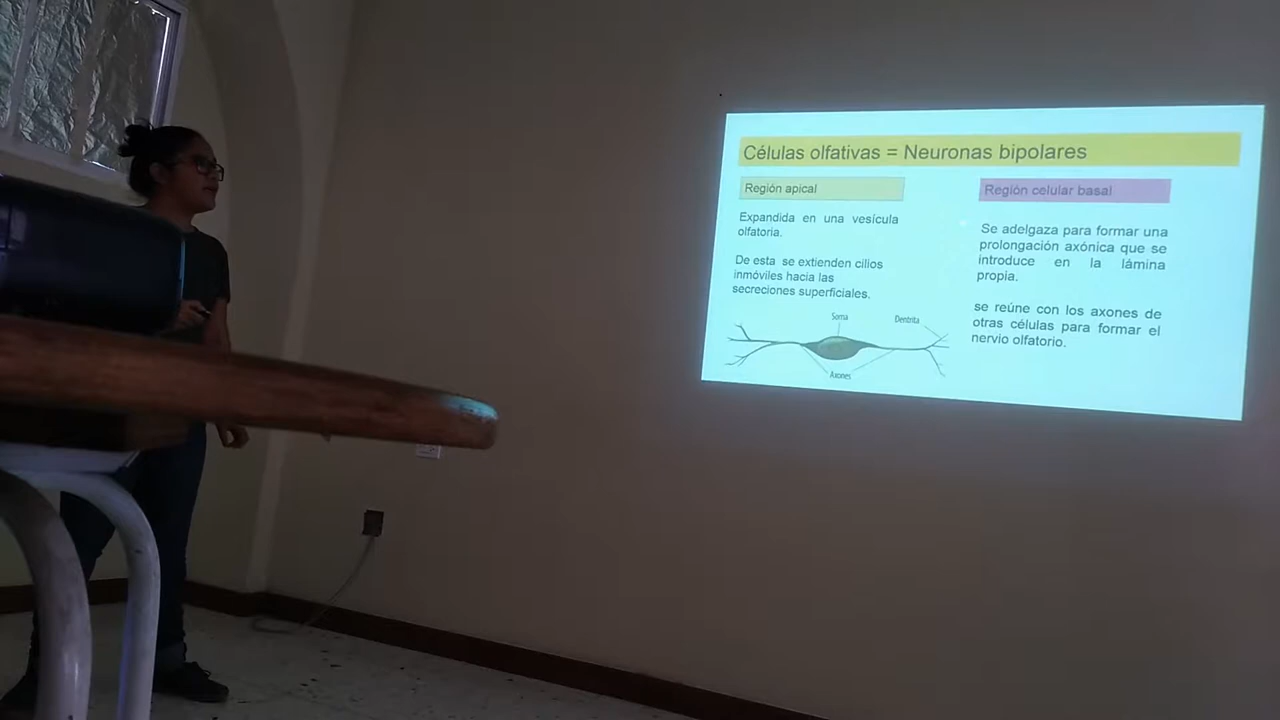 Células olfativas = Neuronas bipolares
Región apical
Expandida en una vesícula
olfatoria.
De esta se extienden cilios
inmóviles hacia las
secreciones superficiales.
Soma
Dentrita
Axones
Región celular basal
Se adelgaza para formar una
prolongación axónica que se
introduce en la lámina
propia.
se reúne con los axones de
otras células para formar el
nervio olfatorio.